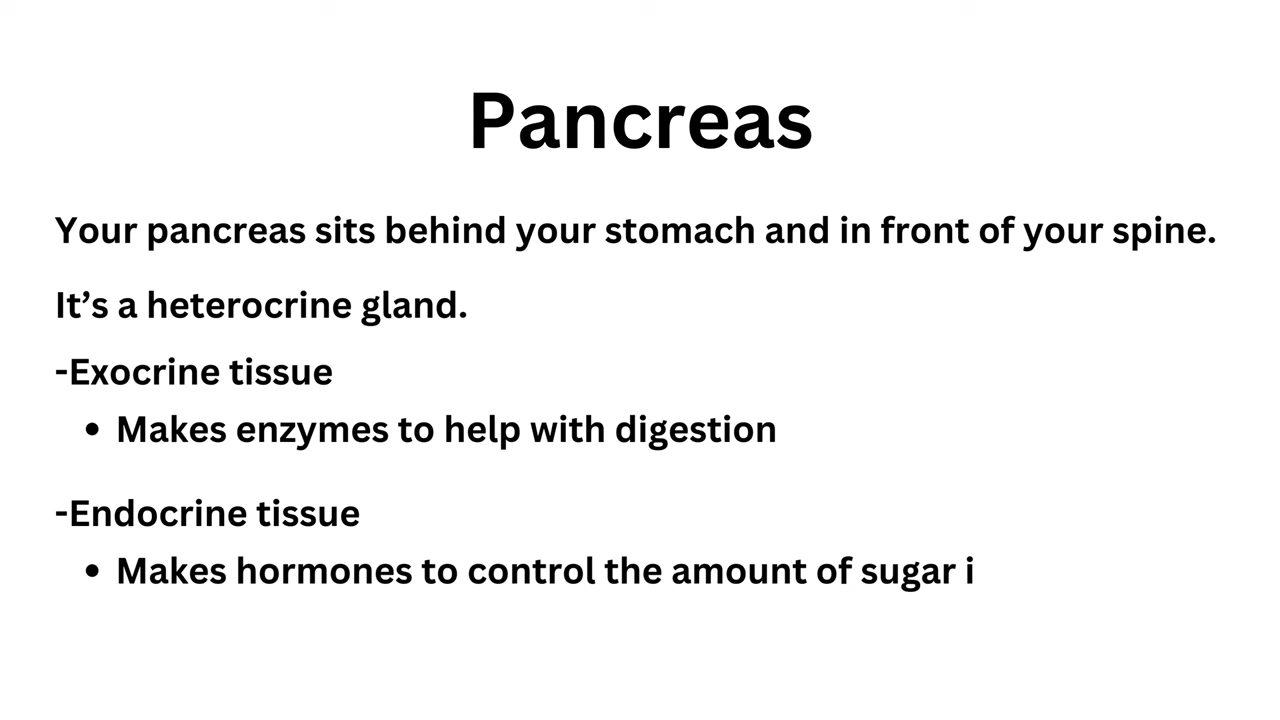 Pancreas
Your pancreas sits behind your stomach and in front of your spine.
It’s a heterocrine gland.
-Exocrine tissue
• Makes enzymes to help with digestion
-Endocrine tissue
• Makes hormones to control the amount of sugar i